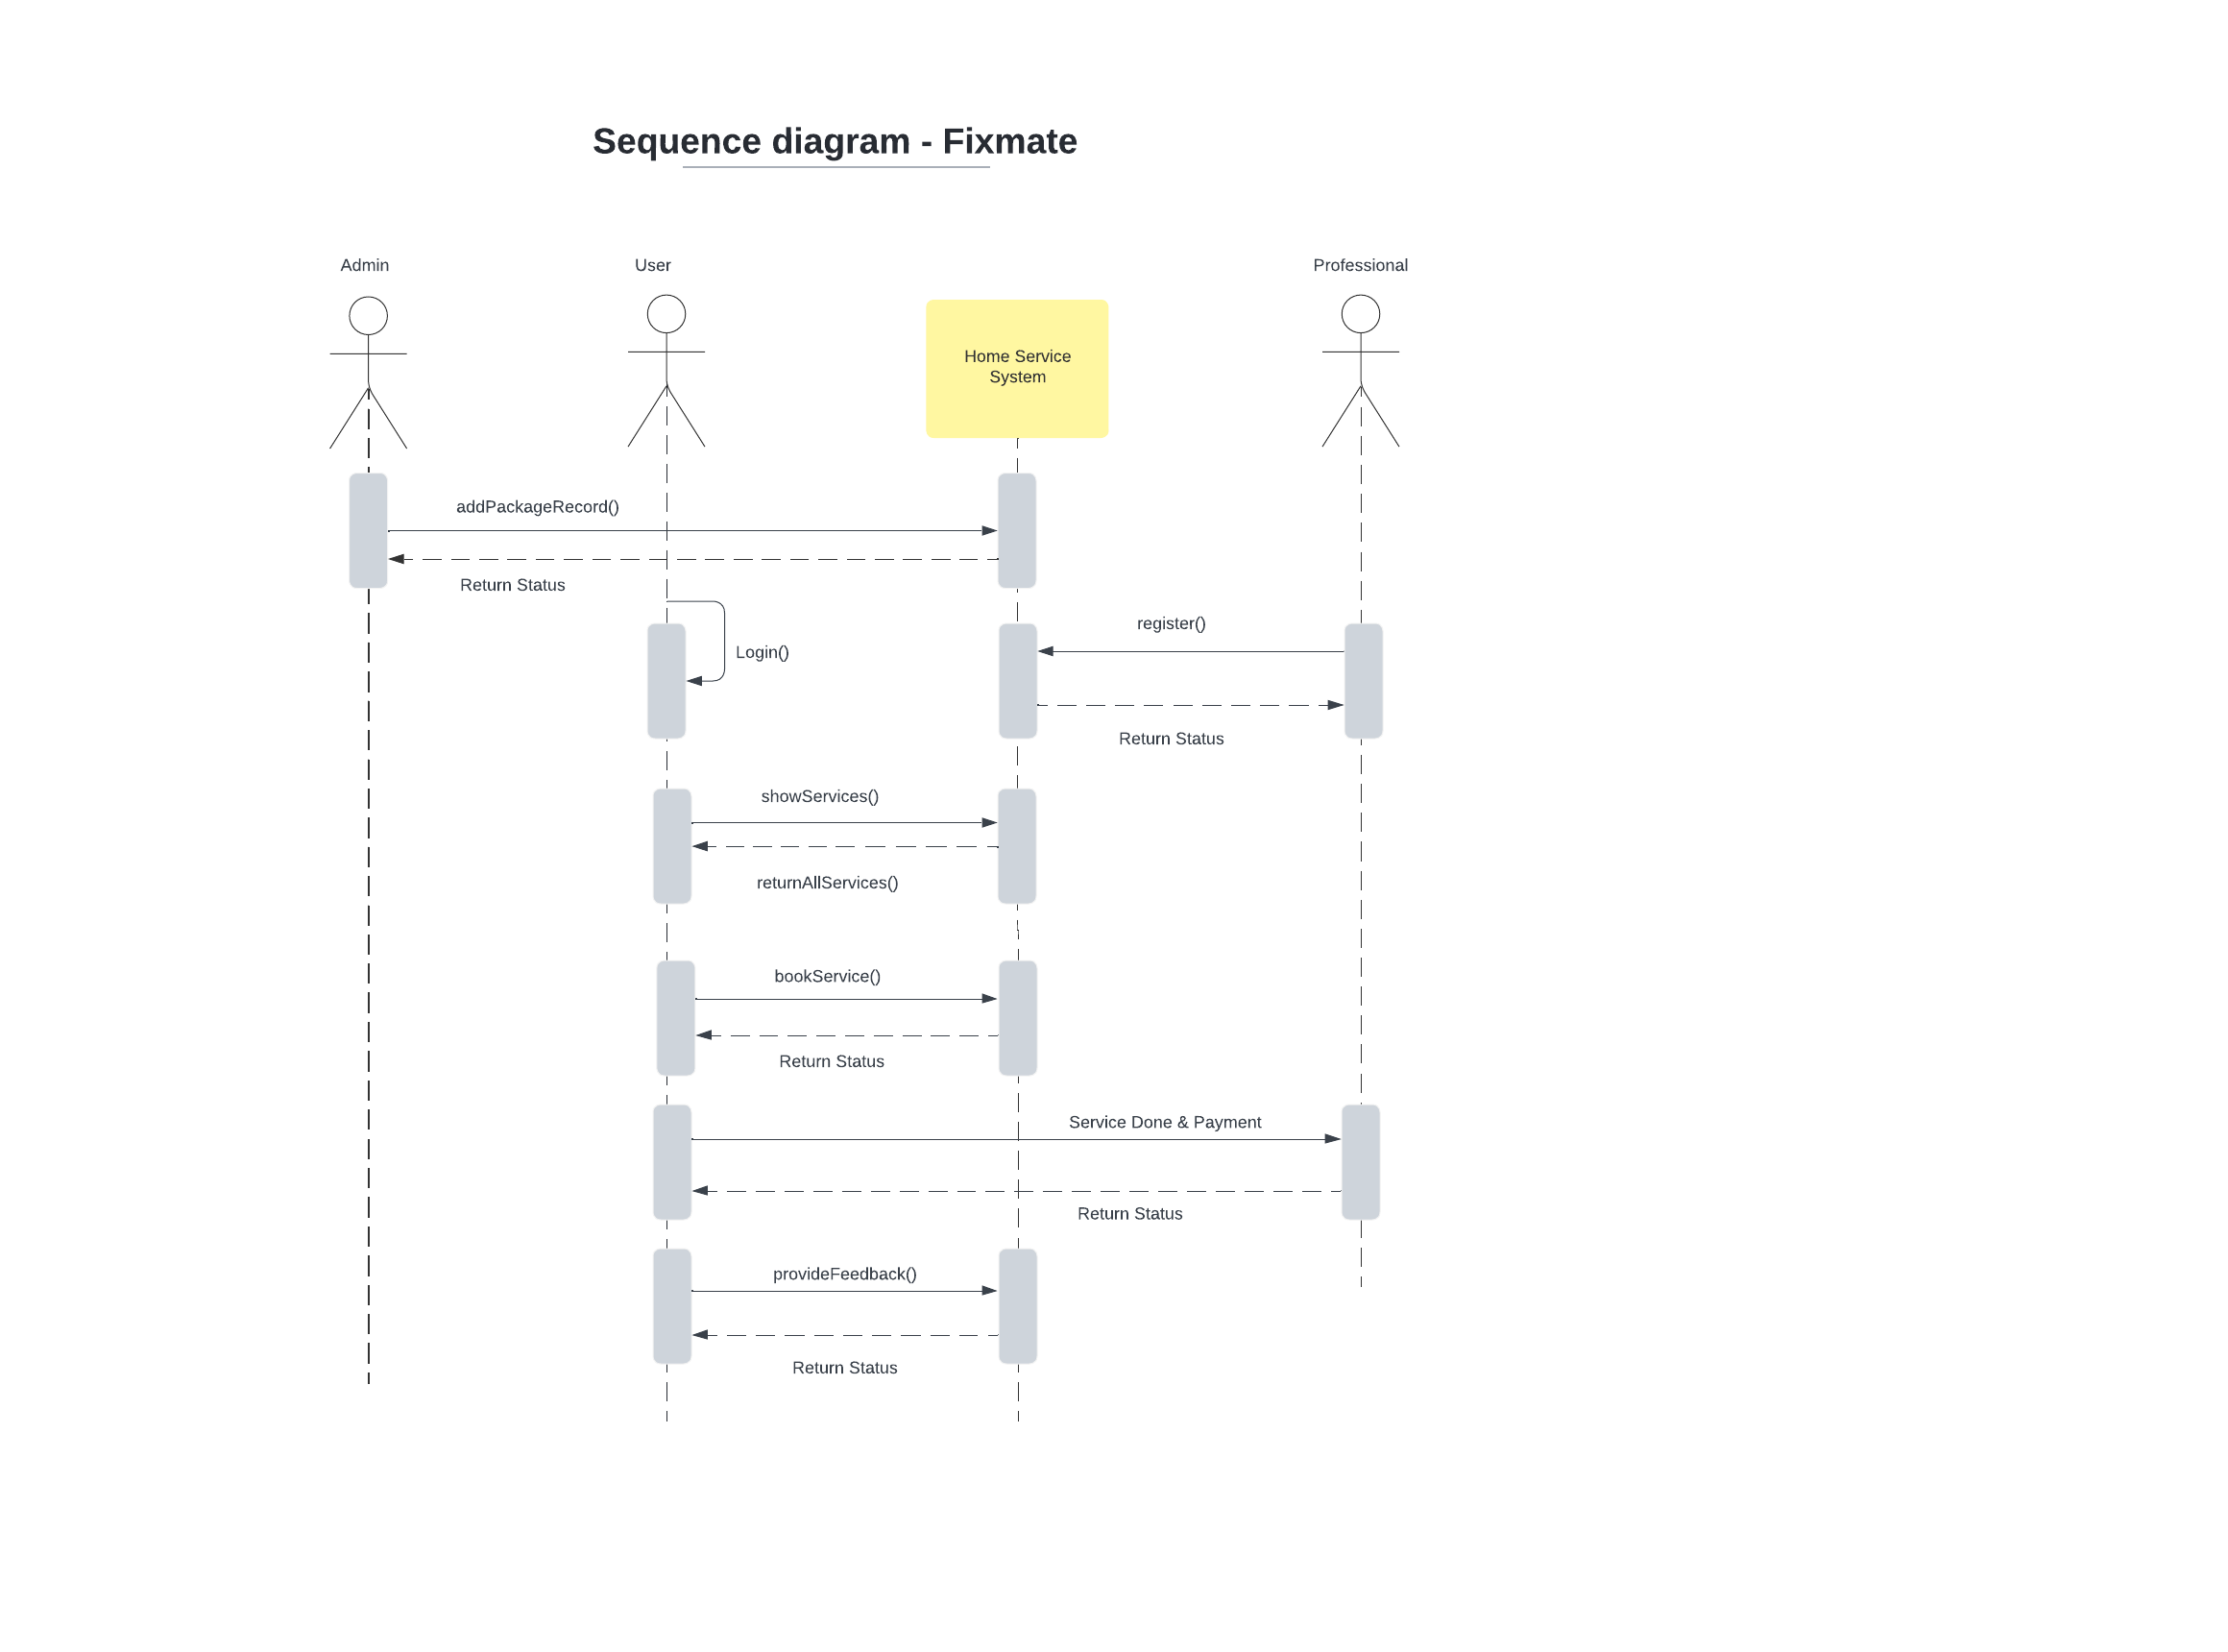 Sequence diagram - Fixmate
Admin
User
Professional
Home Service
System
addPackageRecord()
Return Status
register()
Login()
Return Status
showServices()
returnAllServices()
bookService()
Return Status
Service Done & Payment
Return Status
provideFeedback()
Return Status